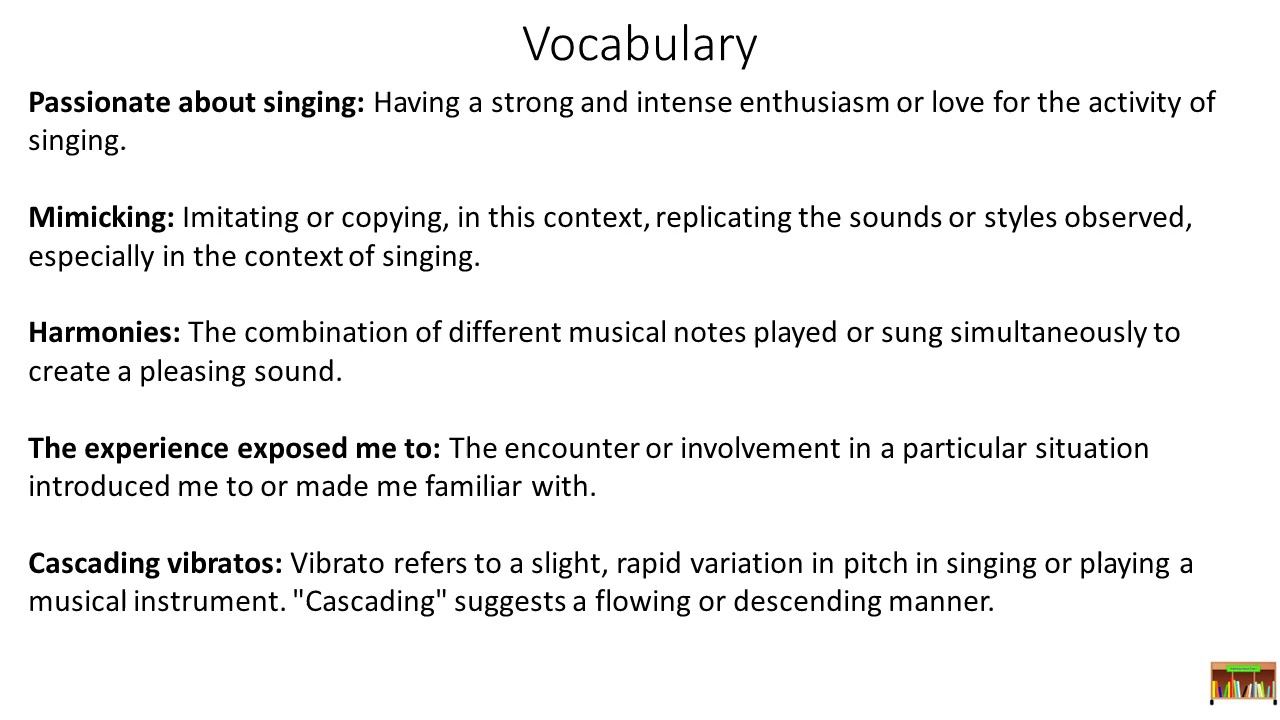 Vocabulary
Passionate about singing: Having a strong and intense enthusiasm or love for the activity of
singing.
Mimicking: Imitating or copying, in this context, replicating the sounds or styles observed,
especially in the context of singing.
Harmonies: The combination of different musical notes played or sung simultaneously to
create a pleasing sound.
The experience exposed me to: The encounter or involvement in a particular situation
introduced me to or made me familiar with.
Cascading vibratos: Vibrato refers to a slight, rapid variation in pitch in singing or playing a
musical instrument. "Cascading" suggests a flowing or descending manner.